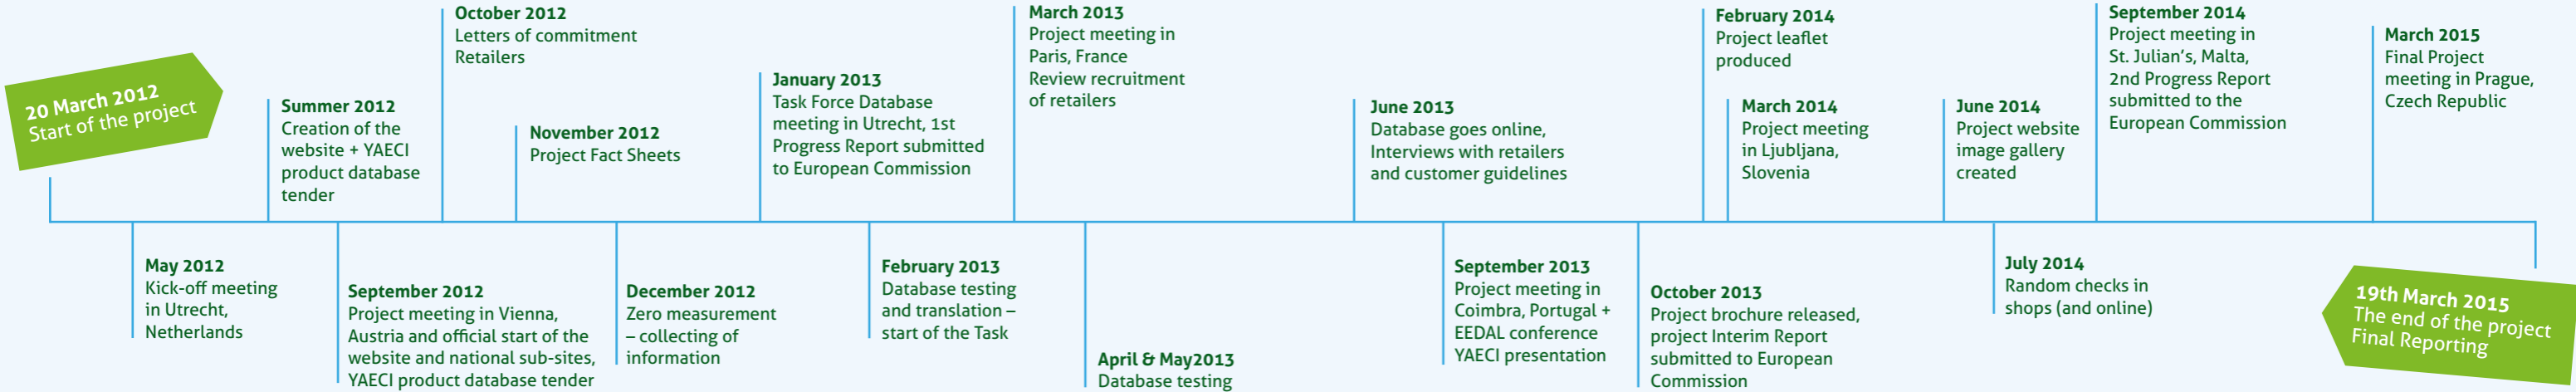 20 March 2012
Start of the project
May 2012
Kick-off meeting
in Utrecht,
Netherlands
Summer 2012
Creation of the
website + YAECI
product database
tender
September 2012
Project meeting in Vienna,
Austria and official start of the
website and national sub-sites,
YAECI product database tender
October 2012
Letters of commitment
Retailers
November 2012
Project Fact Sheets
December 2012
Zero measurement
– collecting of
information
January 2013
Task Force Database
meeting in Utrecht, 1st
Progress Report submitted
to European Commission
February 2013
Database testing
and translation –
start of the Task
March 2013
Project meeting in
Paris, France
Review recruitment
of retailers
April & May2013
Database testing
June 2013
Database goes online,
Interviews with retailers
and customer guidelines
September 2013
Project meeting in
Coimbra, Portugal +
EEDAL conference
YAECI presentation
October 2013
Project brochure released,
project Interim Report
submitted to European
Commission
February 2014
Project leaflet
produced
March 2014
Project meeting
in Ljubljana,
Slovenia
June 2014
Project website
image gallery
created
July 2014
Random checks in
shops (and online)
September 2014
Project meeting in
St. Julian's, Malta,
2nd Progress Report
submitted to the
European Commission
March 2015
Final Project
meeting in Prague,
Czech Republic
19th March 2015
The end of the project
Final Reporting